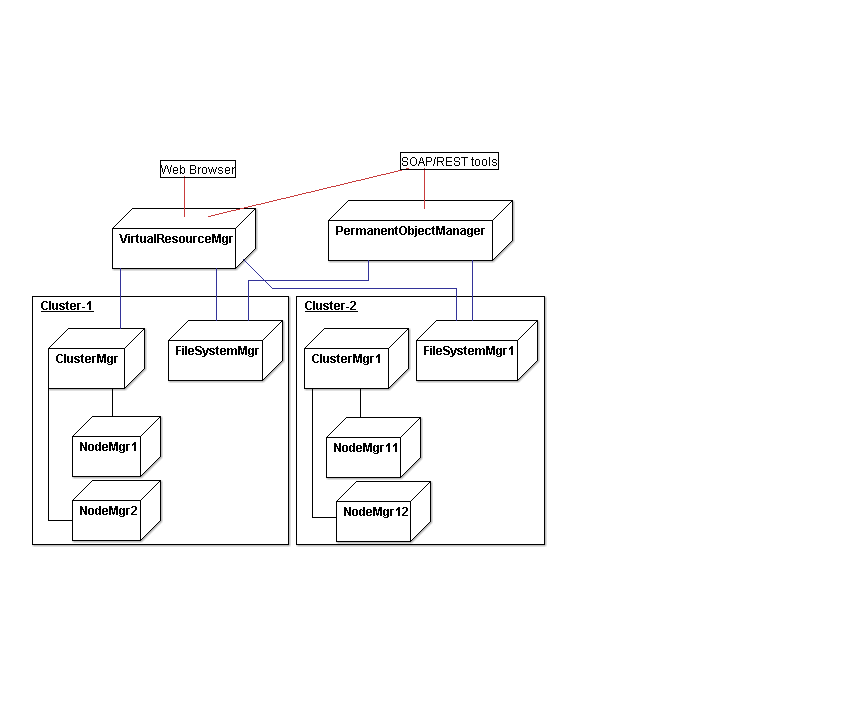 Web Browser
SOAP/REST tools
VirtualResourceMgr
PermanentObjectManager
Cluster-1
Cluster-2
ClusterMgr
FileSystemMgr
ClusterMgr1
FileSystemMgr1
NodeMgr1
NodeMgr11
NodeMgr2
NodeMgr12